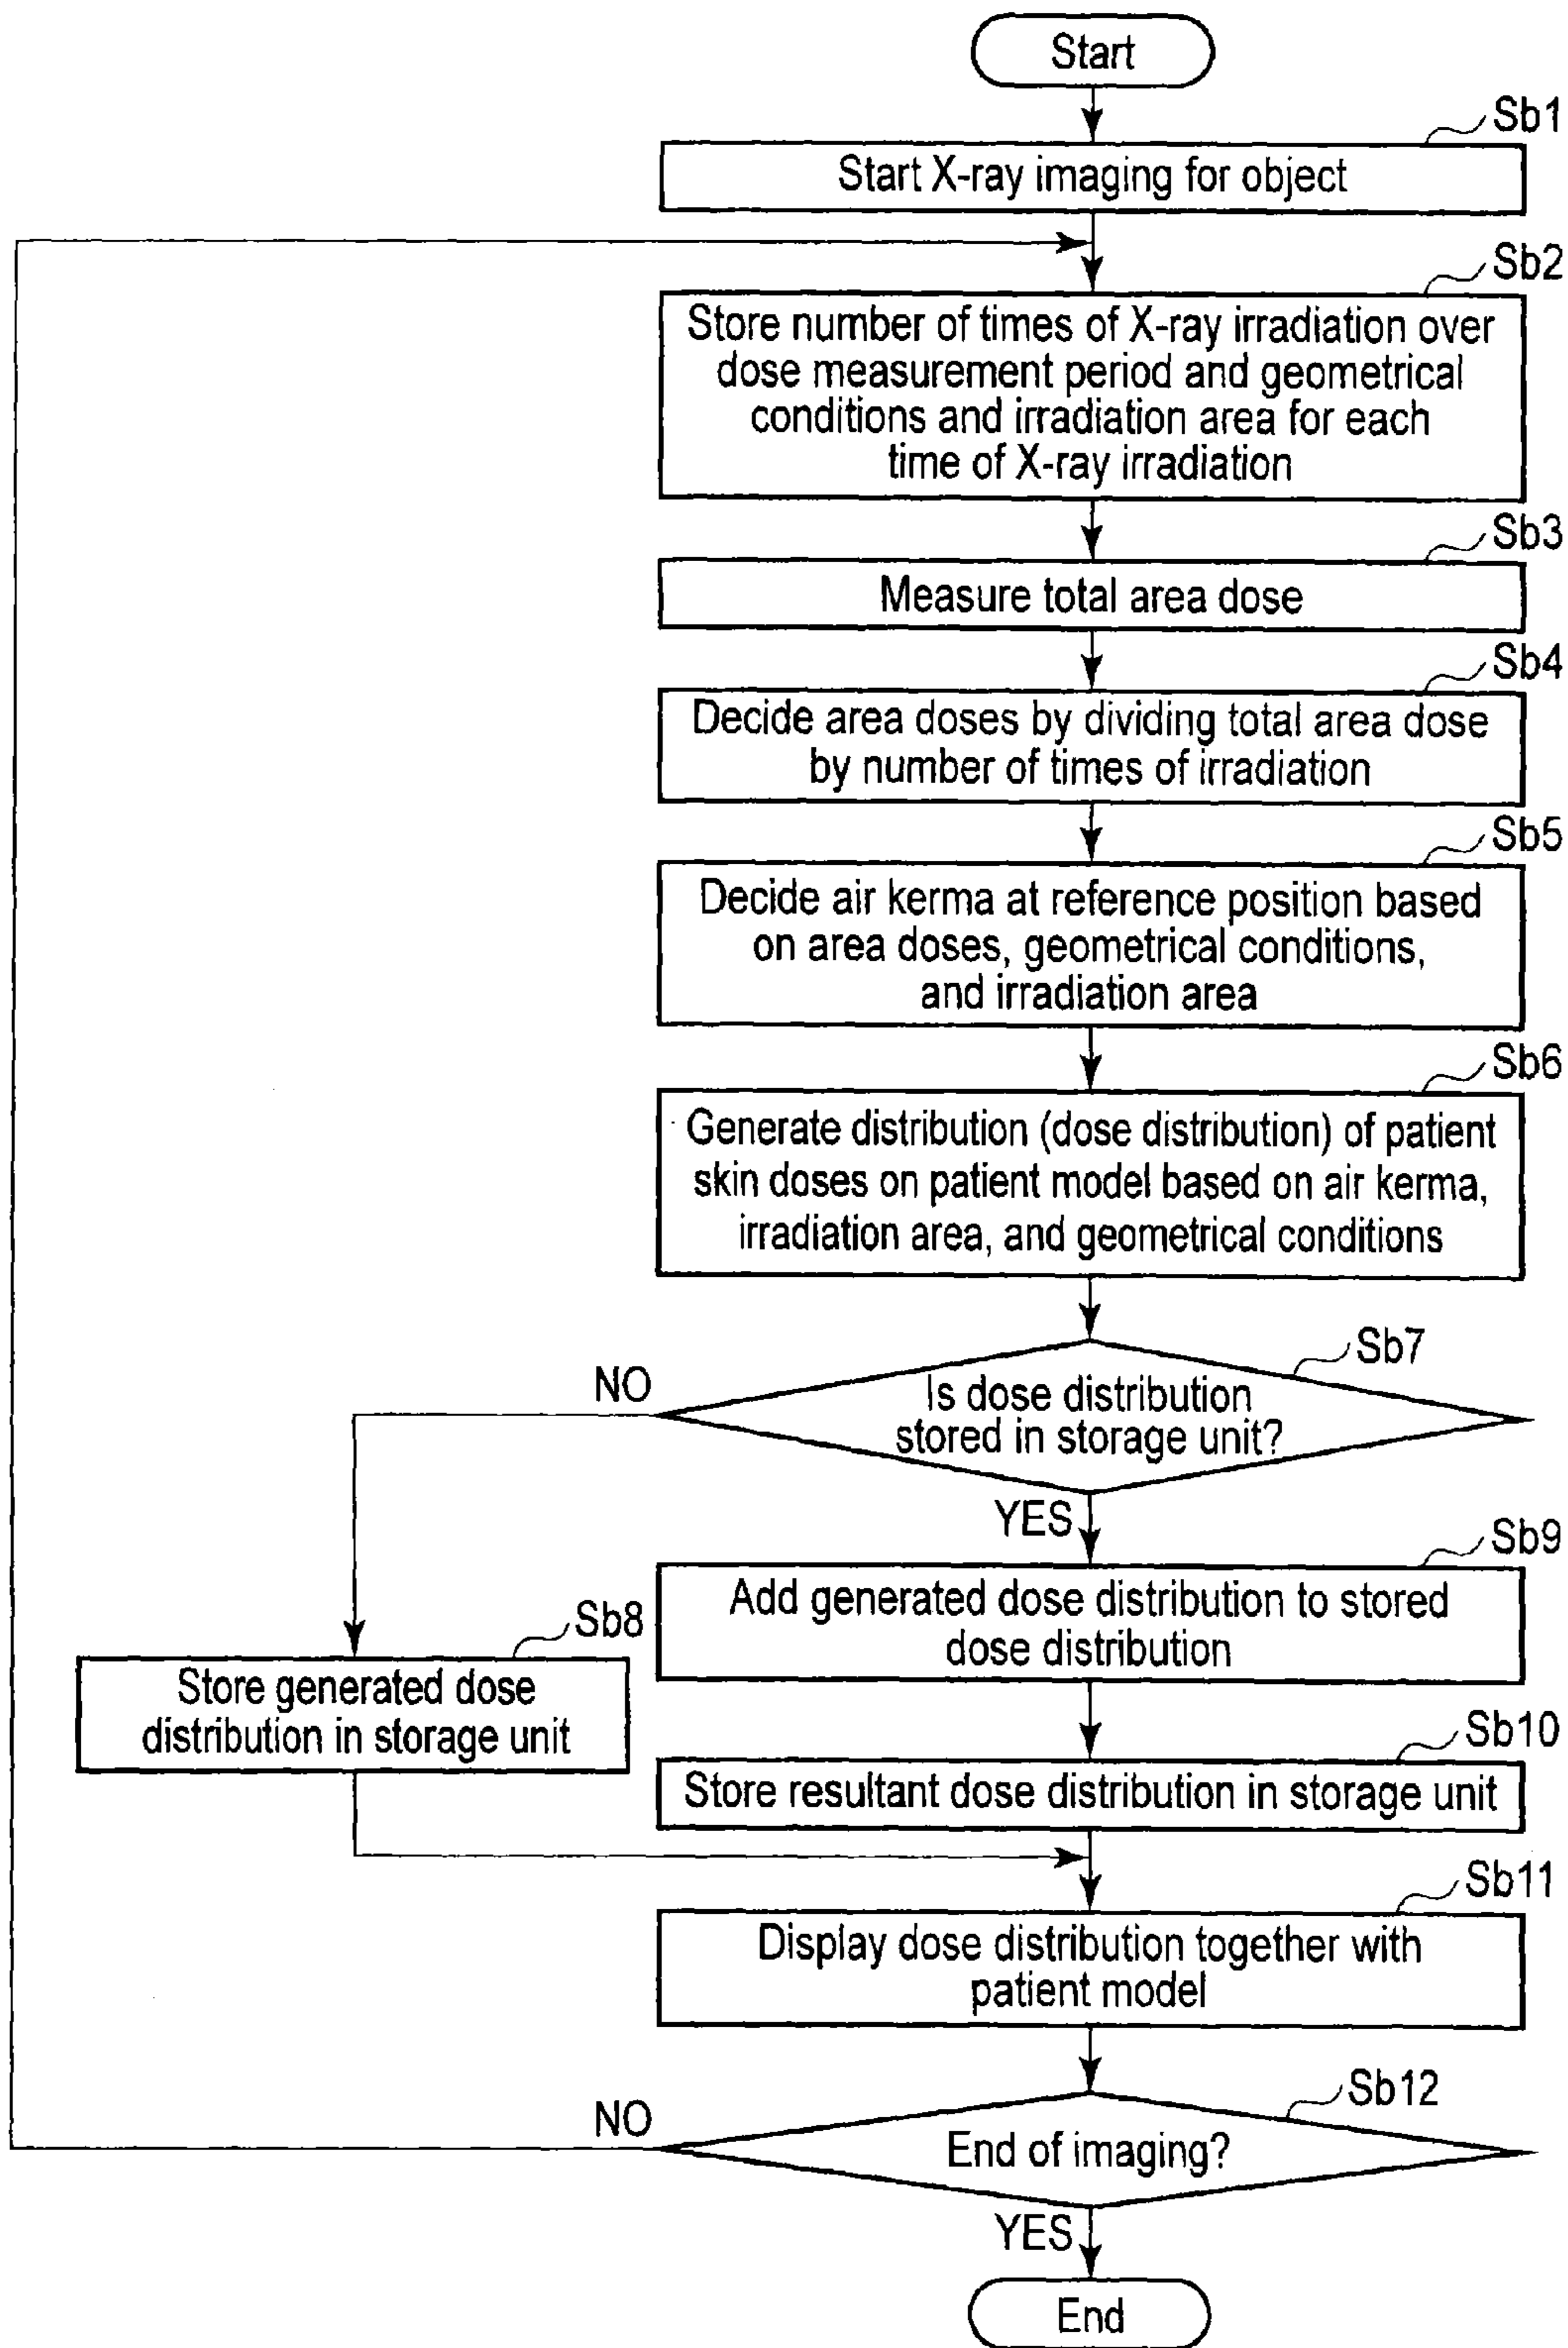 Start
Sb1
Start X-ray imaging for object
Sb2
Store number of times of X-ray irradiation over
dose measurement period and geometrical
conditions and irradiation area for each
time of X-ray irradiation
Sb3
Measure total area dose
Sb4
Decide area doses by dividing total area dose
by number of times of irradiation
Sb5
Decide air kerma at reference position based
on area doses, geometrical conditions,
and irradiation area
Sb6
Generate distribution (dose distribution) of patient
skin doses on patient model based on air kerma,
irradiation area, and geometrical conditions
Sb7
NO
Is dose distribution
stored in storage unit?
YES
Sb9
Add generated dose distribution to stored
dose distribution
Sb8
Store generated dose
distribution in storage unit
Sb10
Store resultant dose distribution in storage unit
Sb11
Display dose distribution together with
patient model
Sb12
NO
End of imaging?
YES
End